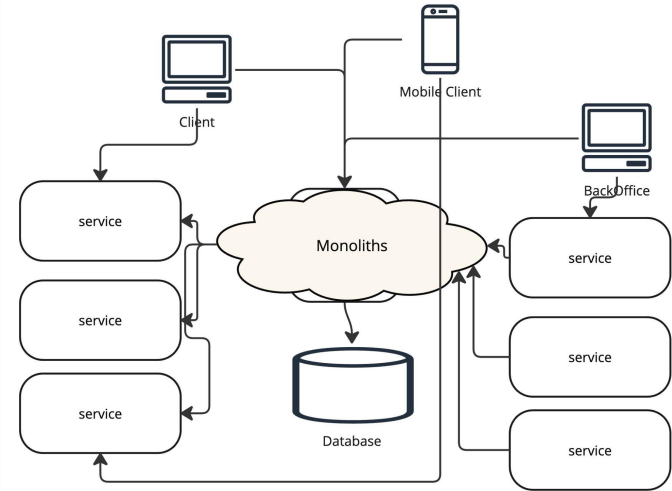 Mobile Client
Client
BackOffice
service
Monoliths
service
service
service
service
Database
service